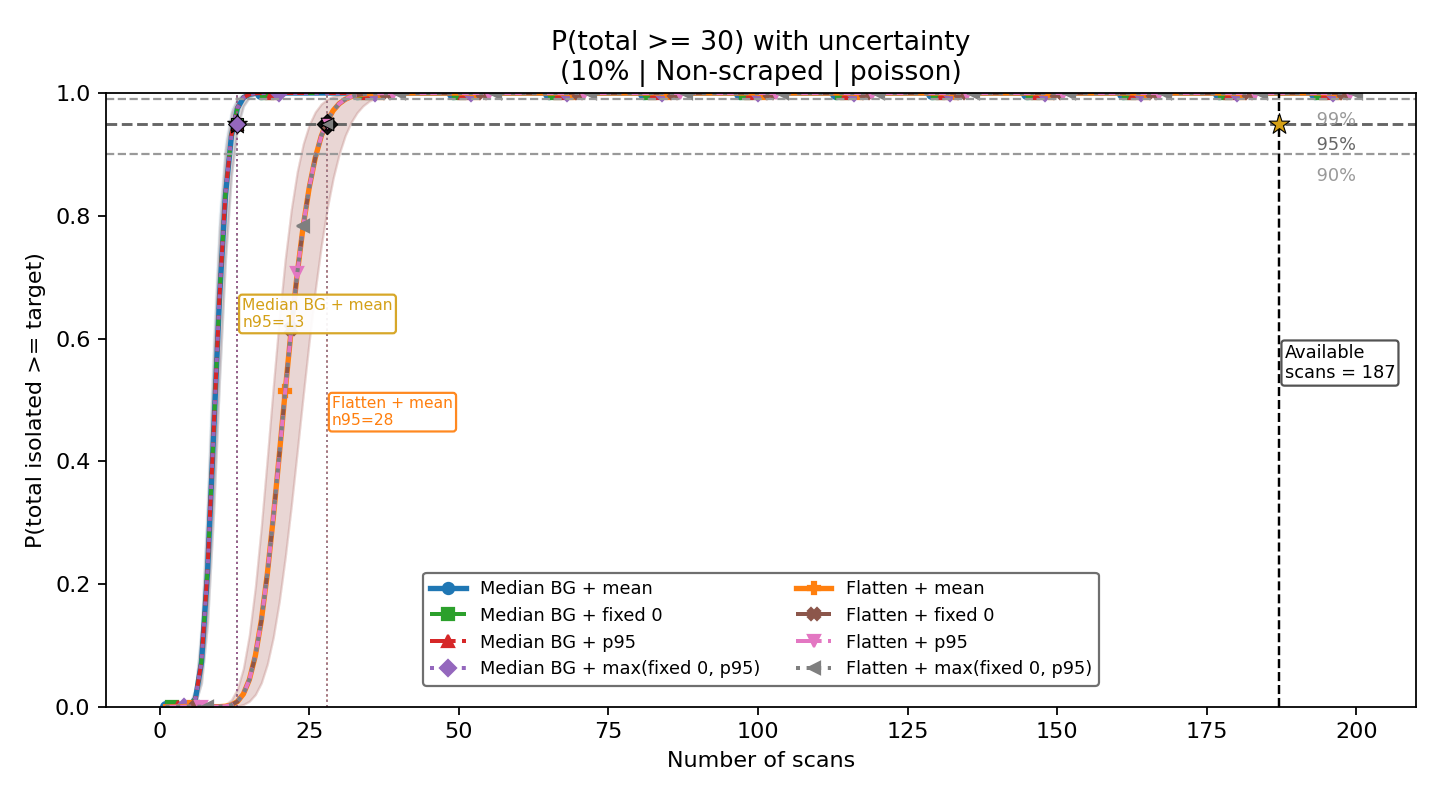 P(total >= 30) with uncertainty
(10% | Non-scraped | poisson)
P(total isolated >= target)
1.0
0.8
0.6
0.4
0.2
0.0
99%
95%
90%
Median BG + mean
n95=13
Available
scans = 187
Flatten + mean
n95=28
Median BG + mean
Median BG + fixed 0
Median BG + p95
Median BG + max(fixed 0, p95)
Flatten + mean
Flatten + fixed 0
Flatten + p95
Flatten + max(fixed 0, p95)
0
25
50
75
100
125
150
175
200
Number of scans